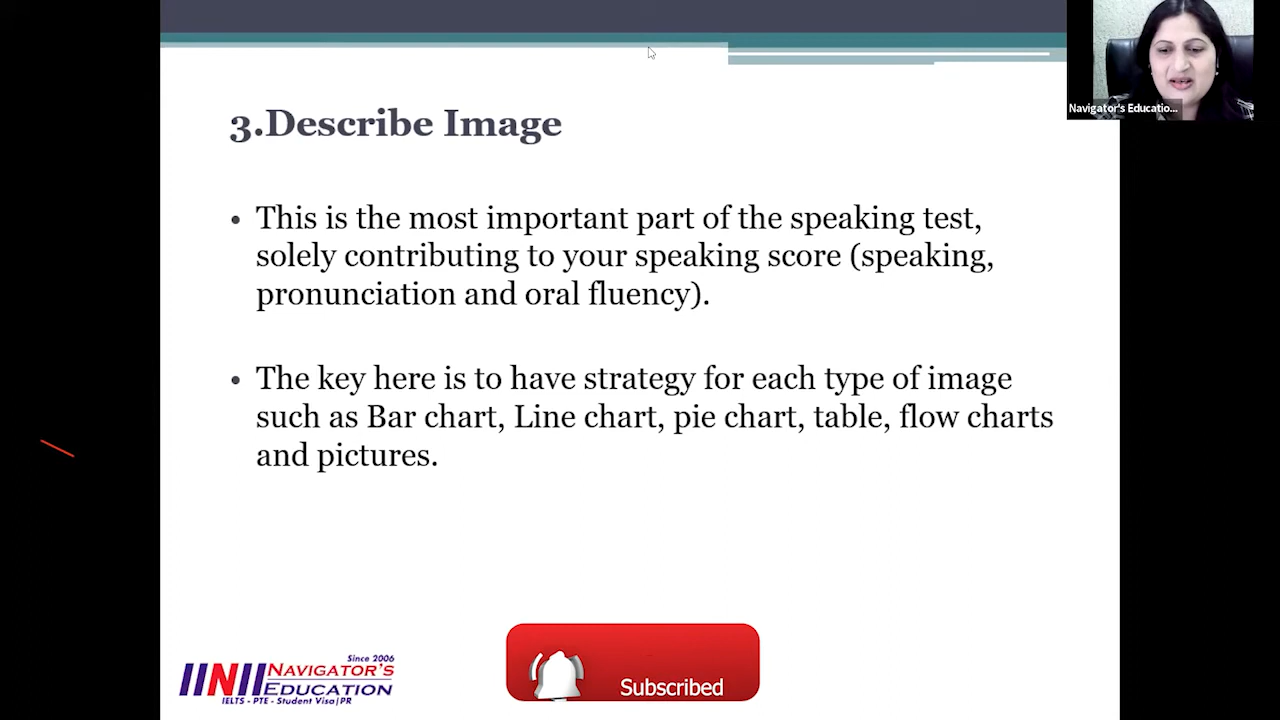 3.Describe Image
• This is the most important part of the speaking test,
solely contributing to your speaking score (speaking,
pronunciation and oral fluency).
• The key here is to have strategy for each type of image
such as Bar chart, Line chart, pie chart, table, flow charts
and pictures.
Navigator's Educatio...
Since 2006
NAVIGATOR'S
EDUCATION
IELTS - PTE - Student Visa|PR
Subscribed